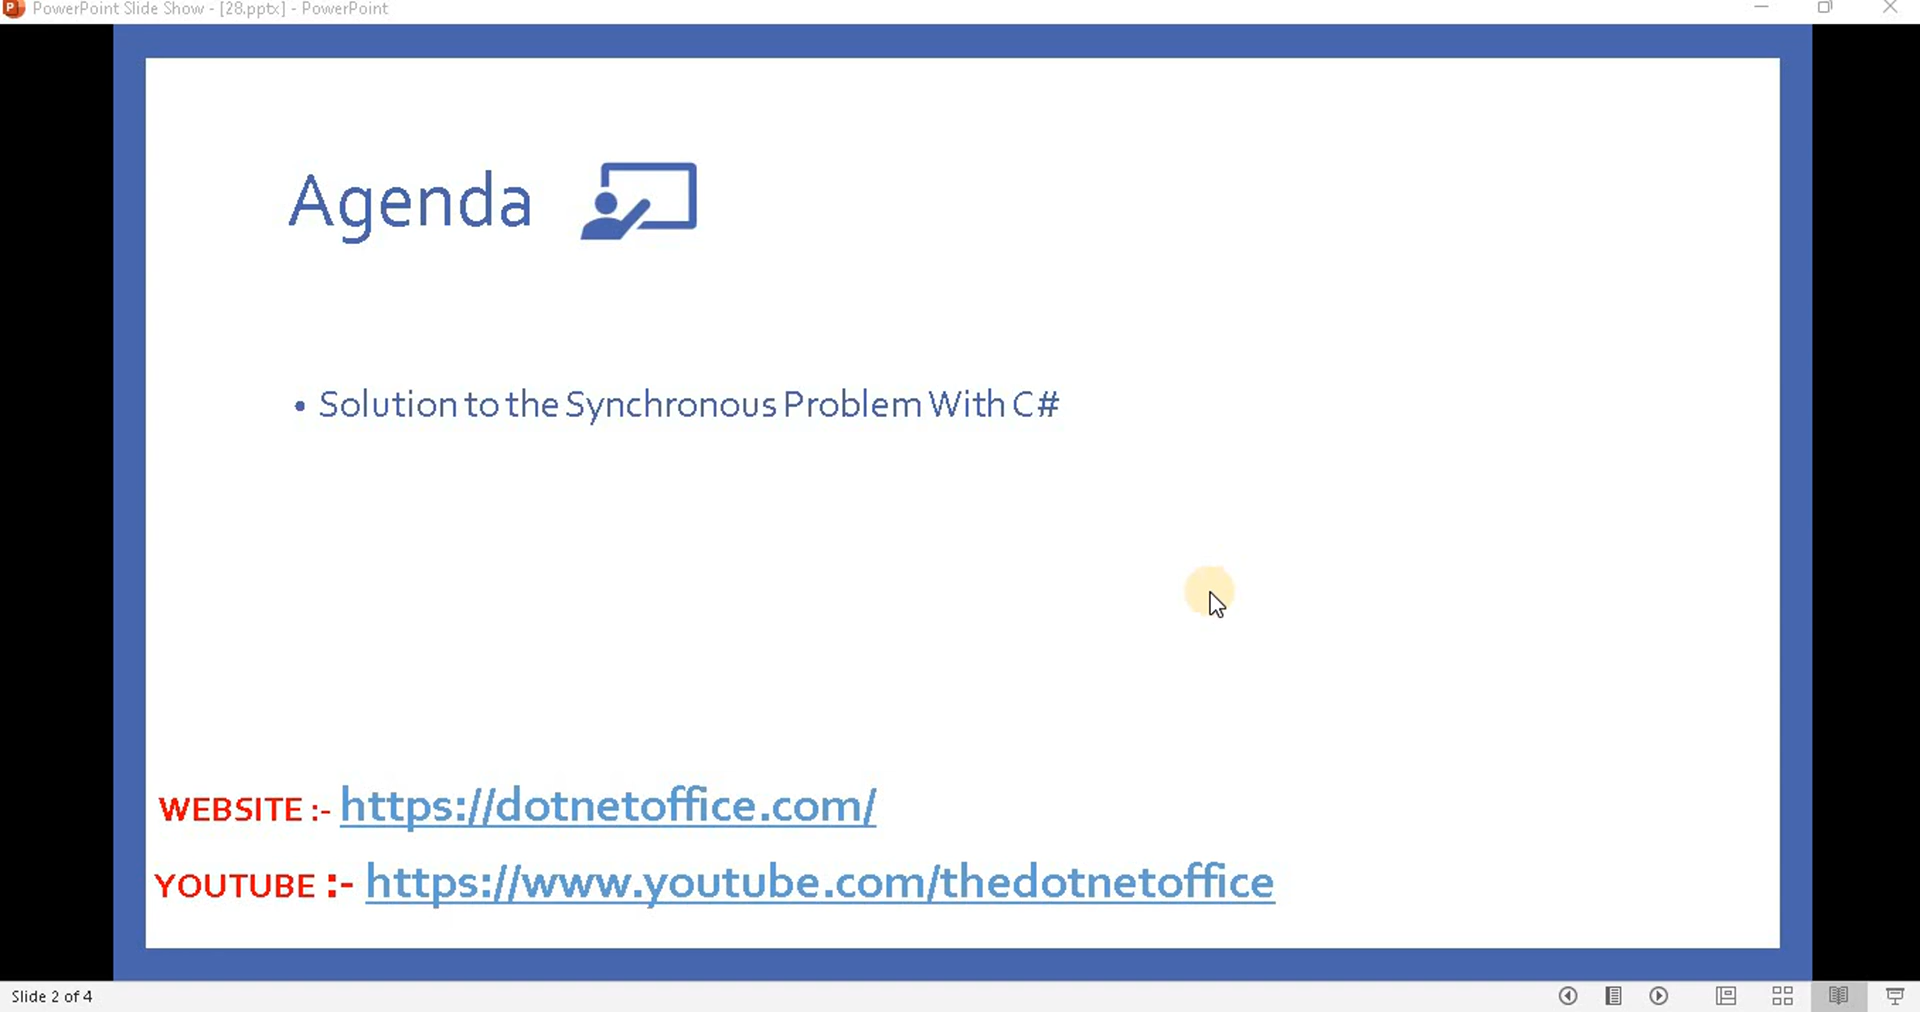 PowerPoint Slide Show - [28.pptx] - PowerPoint
Agenda
• Solution to the Synchronous Problem With C#
WEBSITE :- https://dotnetoffice.com/
YOUTUBE :- https://www.youtube.com/thedotnetoffice
Slide 2 of 4